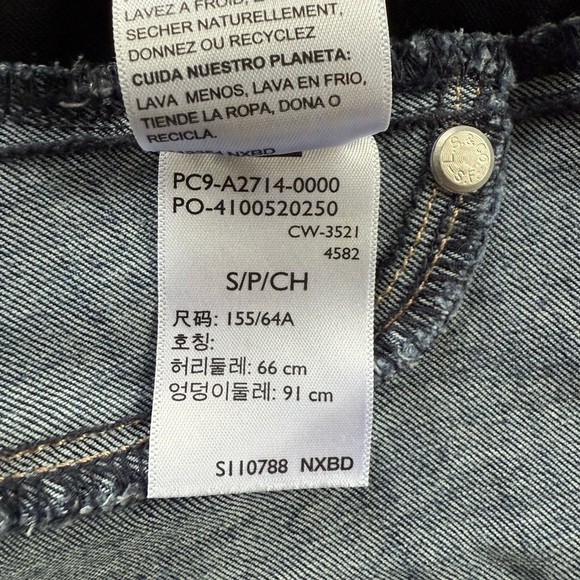 LAVEZ À FROID,
SECHER NATURELLEMENT,
DONNEZ OU RECYCLEZ
CUIDA NUESTRO PLANETA:
LAVA MENOS, LAVA EN FRIO,
TIENDE LA ROPA, DONA O
RECICLA.
NXBD
PC9-A2714-0000
PO-4100520250
CW-3521
4582
S/P/CH
尺码: 155/64A
호칭:
허리둘레: 66 cm
엉덩이둘레: 91 cm
S110788 NXBD
L.S.&CO.
S.F.